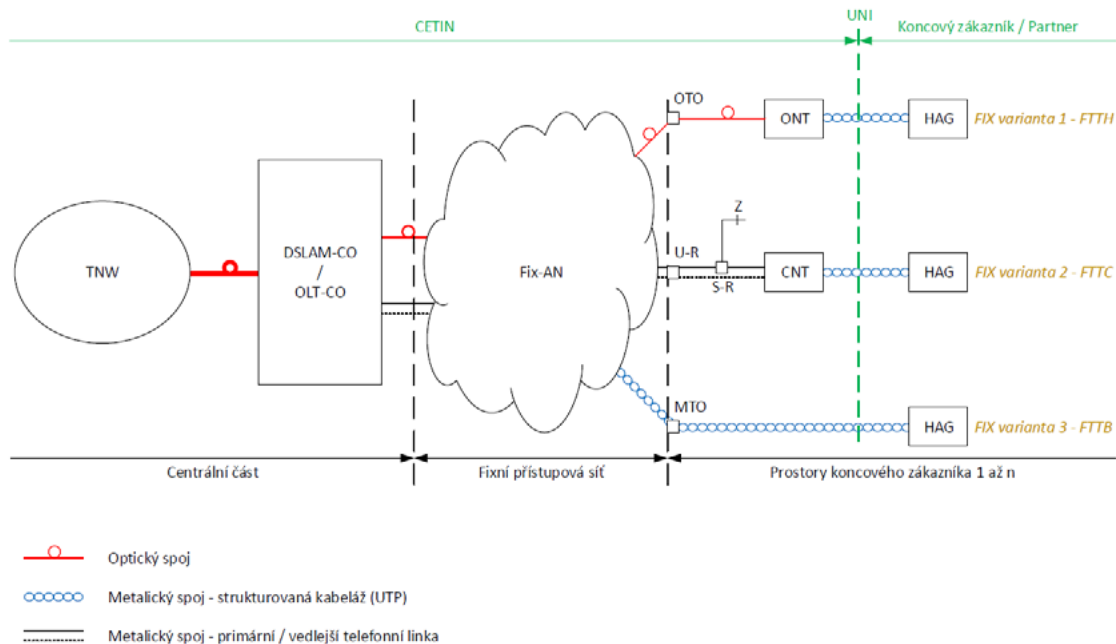 UNI
CETIN
Koncový zákazník / Partner
OTO
ONT
HAG
FIX varianta 1 - FTTH
TNW
DSLAM-CO
/
OLT-CO
Fix-AN
Z
U-R
S-R
CNT
HAG
FIX varianta 2 - FTTC
MTO
HAG
FIX varianta 3 - FTTB
Centrální část
Fixní přístupová síť
Prostory koncového zákazníka 1 až n
Optický spoj
Metalický spoj - strukturovaná kabeláž (UTP)
Metalický spoj - primární / vedlejší telefonní linka